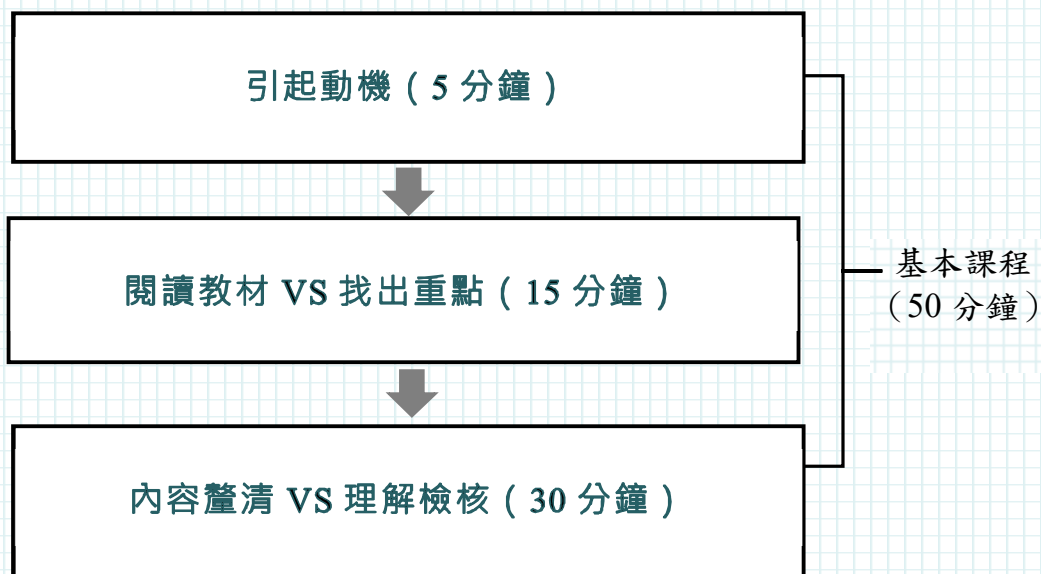 引起動機（5 分鐘）
閱讀教材 VS 找出重點（15 分鐘）
基本課程
（50 分鐘）
內容釐清 VS 理解檢核（30 分鐘）